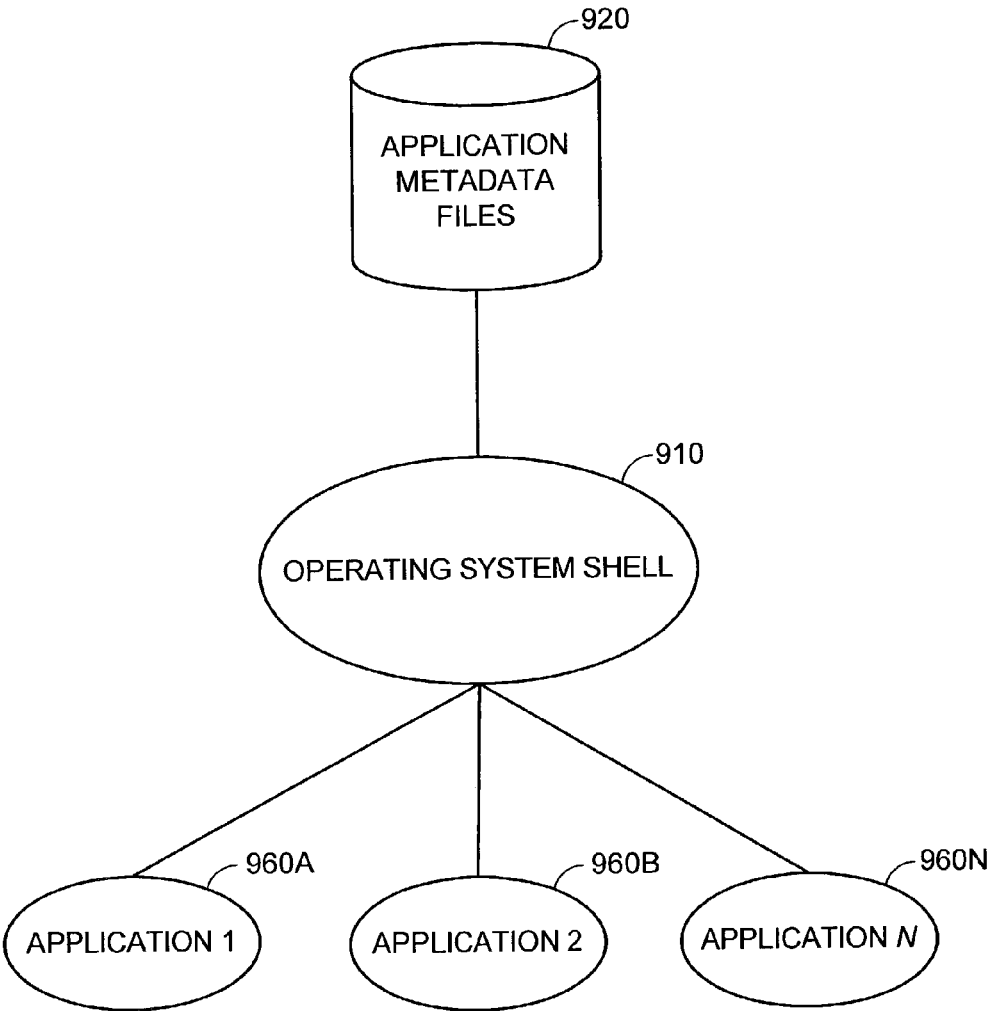 920
APPLICATION
METADATA
FILES
910
OPERATING SYSTEM SHELL
960A
960B
960N
APPLICATION 1
APPLICATION 2
APPLICATION N